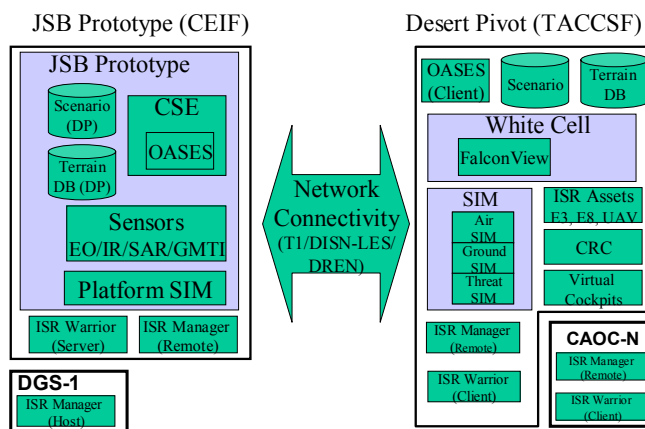 JSB Prototype (CEIF)
JSB Prototype
Scenario
(DP)
CSE
OASES
Terrain
DB (DP)
Sensors
EO/IR/SAR/GMTI
Platform SIM
ISR Warrior
(Server)
ISR Manager
(Remote)
DGS-1
ISR Manager
(Host)
Network
Connectivity
(T1/DISN-LES/
DREN)
Desert Pivot (TACCSF)
OASES
(Client)
Scenario
Terrain
DB
White Cell
FalconView
SIM
Air
SIM
Ground
SIM
Threat
SIM
ISR Assets
E3, E8, UAV
CRC
Virtual
Cockpits
ISR Manager
(Remote)
ISR Warrior
(Client)
CAOC-N
ISR Manager
(Remote)
ISR Warrior
(Client)